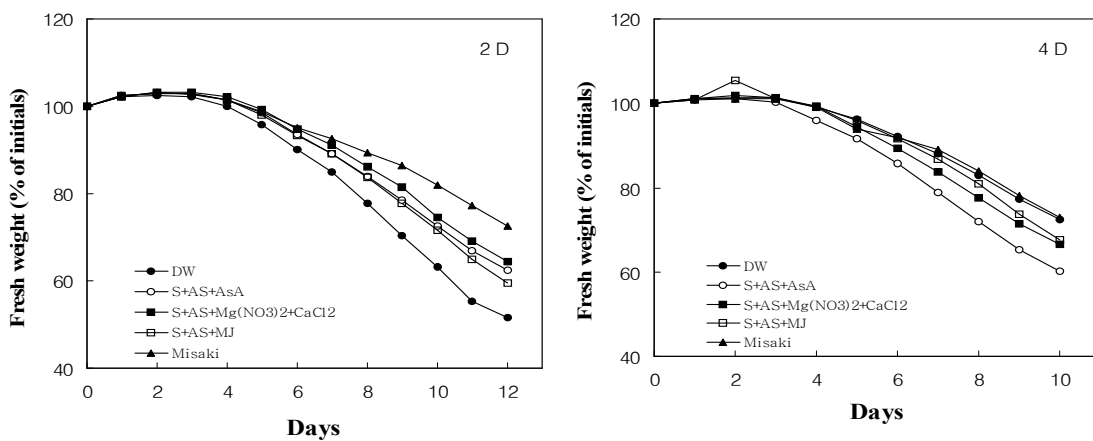 120
2 D
100
80
60
40
Fresh weight (% of initials)
DW
S+AS+AsA
S+AS+Mg(NO3)2+CaCl2
S+AS+MJ
Misaki
0 2 4 6 8 10 12
Days
120
4 D
100
80
60
40
Fresh weight (% of initials)
DW
S+AS+AsA
S+AS+Mg(NO3)2+CaCl2
S+AS+MJ
Misaki
0 2 4 6 8 10
Days